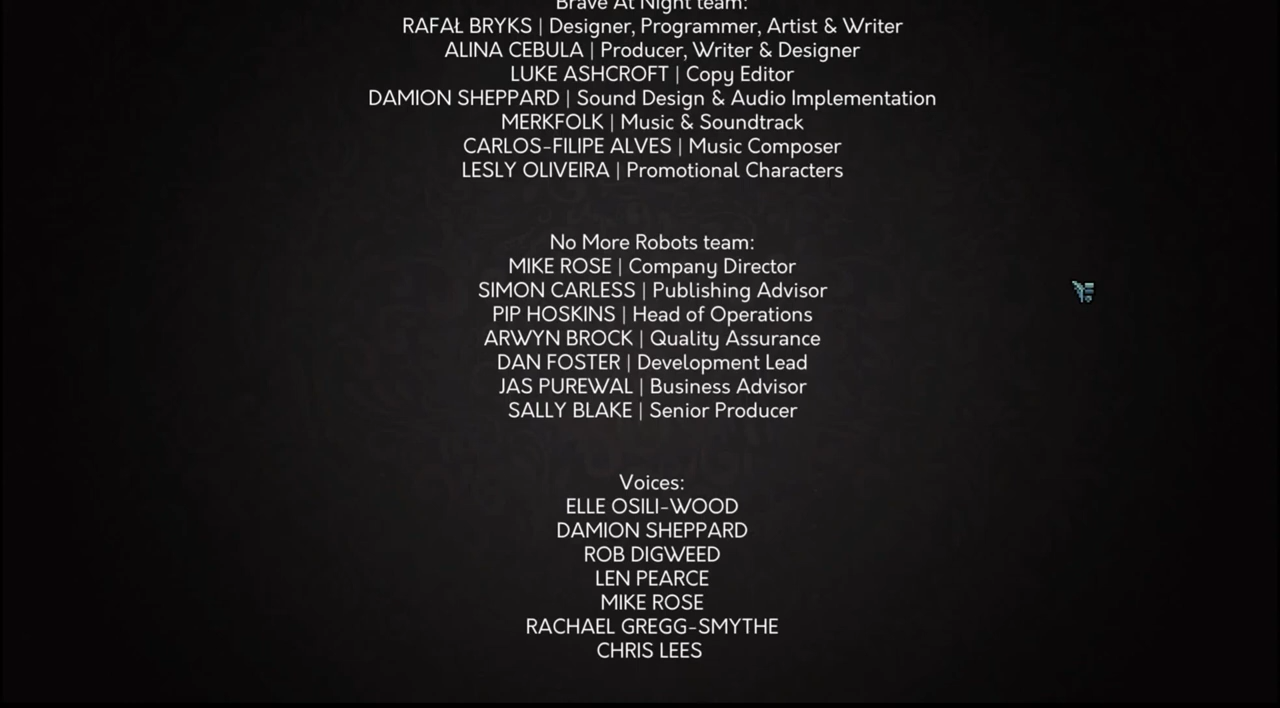 Brave At Night team:
RAFAŁ BRYKS | Designer, Programmer, Artist & Writer
ALINA CEBULA | Producer, Writer & Designer
LUKE ASHCROFT | Copy Editor
DAMION SHEPPARD | Sound Design & Audio Implementation
MERKFOLK | Music & Soundtrack
CARLOS-FILIPE ALVES | Music Composer
LESLY OLIVEIRA | Promotional Characters
No More Robots team:
MIKE ROSE | Company Director
SIMON CARLESS | Publishing Advisor
PIP HOSKINS | Head of Operations
ARWYN BROCK | Quality Assurance
DAN FOSTER | Development Lead
JAS PUREWAL | Business Advisor
SALLY BLAKE | Senior Producer
Voices:
ELLE OSILI-WOOD
DAMION SHEPPARD
ROB DIGWEED
LEN PEARCE
MIKE ROSE
RACHAEL GREGG-SMYTHE
CHRIS LEES